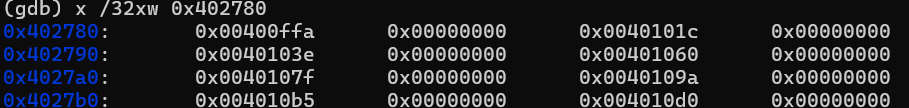 (gdb) x /32xw 0x402780
0x402780: 0x00400ffa 0x00000000 0x0040101c 0x00000000
0x402790: 0x0040103e 0x00000000 0x00401060 0x00000000
0x4027a0: 0x0040107f 0x00000000 0x0040109a 0x00000000
0x4027b0: 0x004010b5 0x00000000 0x004010d0 0x00000000